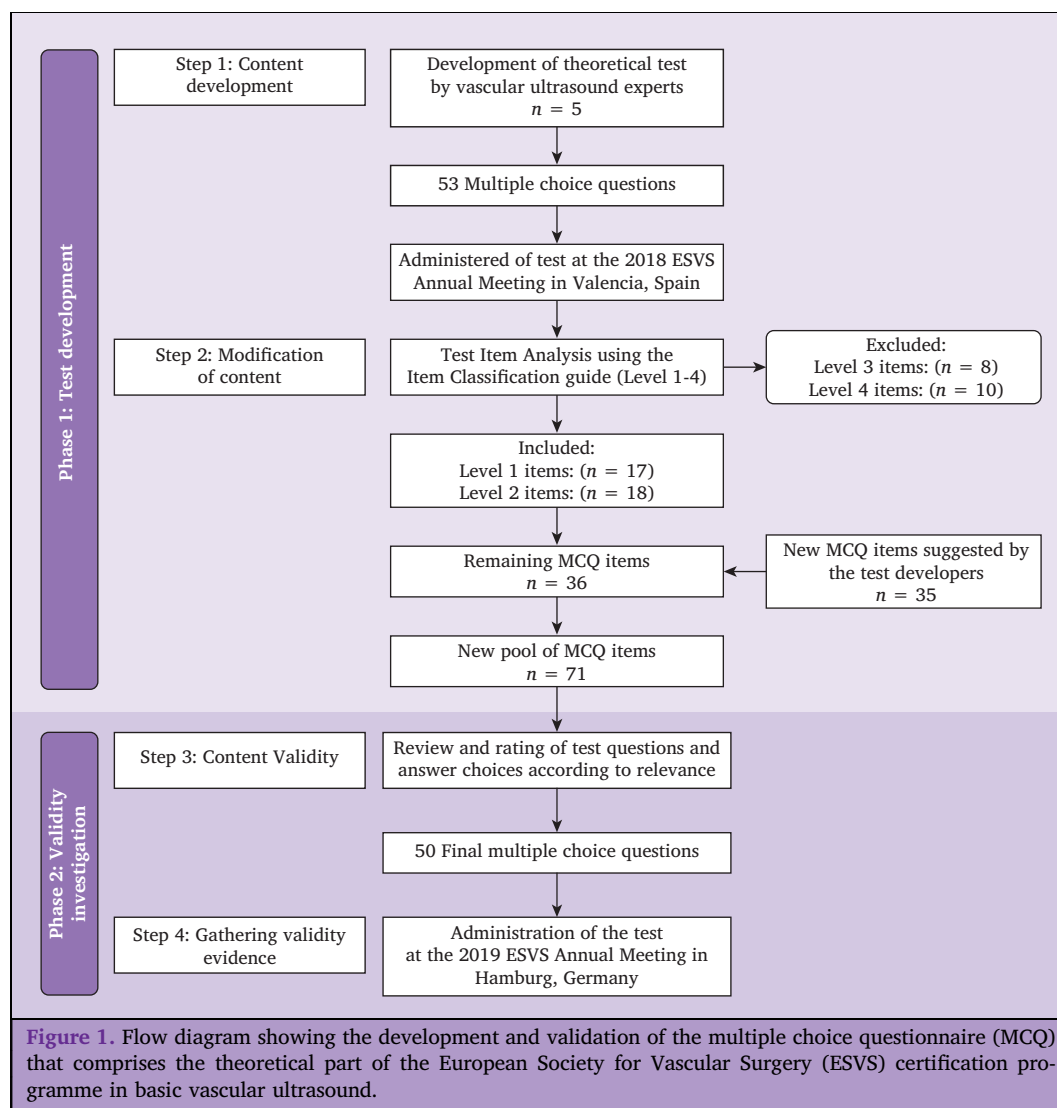 Phase 1: Test development
Step 1: Content
development
Development of theoretical test
by vascular ultrasound experts
n = 5
53 Multiple choice questions
Administered of test at the 2018 ESVS
Annual Meeting in Valencia, Spain
Step 2: Modification
of content
Test Item Analysis using the
Item Classification guide (Level 1-4)
Excluded:
Level 3 items: (n = 8)
Level 4 items: (n = 10)
Included:
Level 1 items: (n = 17)
Level 2 items: (n = 18)
Remaining MCQ items
n = 36
New MCQ items suggested by
the test developers
n = 35
New pool of MCQ items
n = 71
Phase 2: Validity
investigation
Step 3: Content Validity
Review and rating of test questions and
answer choices according to relevance
50 Final multiple choice questions
Step 4: Gathering validity
evidence
Administration of the test
at the 2019 ESVS Annual Meeting in
Hamburg, Germany
Figure 1. Flow diagram showing the development and validation of the multiple choice questionnaire (MCQ)
that comprises the theoretical part of the European Society for Vascular Surgery (ESVS) certification pro-
gramme in basic vascular ultrasound.